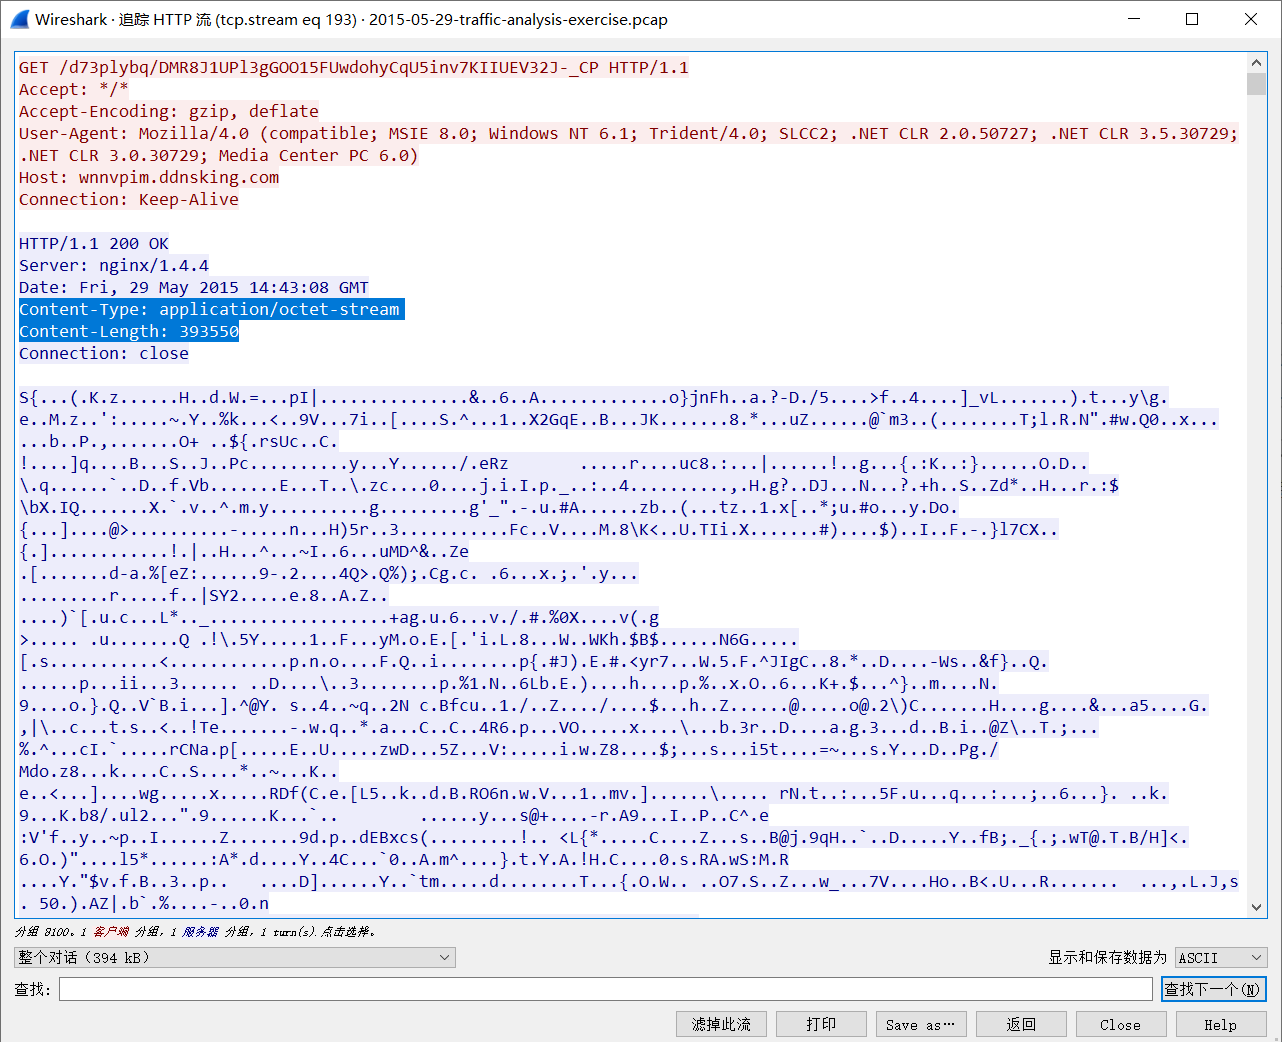 Wireshark · 追踪 HTTP 流 (tcp.stream eq 193) · 2015-05-29-traffic-analysis-exercise.pcap
GET /d73plybq/DMR8J1UPl3gGOO15FUwdohyCqU5inv7KIIUEV32J-_CP HTTP/1.1
Accept: */*
Accept-Encoding: gzip, deflate
User-Agent: Mozilla/4.0 (compatible; MSIE 8.0; Windows NT 6.1; Trident/4.0; SLCC2; .NET CLR 2.0.50727; .NET CLR 3.5.30729;
.NET CLR 3.0.30729; Media Center PC 6.0)
Host: wnnvpim.ddnsking.com
Connection: Keep-Alive
HTTP/1.1 200 OK
Server: nginx/1.4.4
Date: Fri, 29 May 2015 14:43:08 GMT
Content-Type: application/octet-stream
Content-Length: 393550
Connection: close
S{...(.K.z......H..d.W.=...pI|...............&..6..A.............o}jnFh..a.?-D./5....>f..4....]_vL.......).t...y\g.
e..M.z..':.....~.Y..%k...<..9V...7i..[....S.^...1..X2GqE..B...JK.......8.*...uZ......@`m3..(........T;l.R.N".#w.Q0..x...
...b..P.,.......O+ ..${.rsUc..C.
!....]q....B...S..J..Pc..........y...Y....../.eRz .....r....uc8.:...|......!..g...{.:K..:}......O.D..
\.q......`..D..f.Vb.......E...T..\.zc....0....j.i.I.p._..:..4..........,.H.g?..DJ...N...?.+h..S..Zd*..H...r.:$
\bX.IQ.......X.`.v..^.m.y..........g..........g'_".-.u.#A......zb..(...tz..1.x[..*;u.#o...y.Do.
{...]....@>..........-.....n...H)5r..3...........Fc..V....M.8\K<..U.TIi.X.......#)....$)..I..F.-.}l7CX..
{.]............!.|..H...^...~I..6...uMD^&..Ze
.[.......d-a.%[eZ:......9-.2....4Q>.Q%);.Cg.c. .6...x.;.'.y...
.........r.....f..|SY2.....e.8..A.Z..
....)`[.u.c...L*.._..................+ag.u.6...v./.#.%0X....v(.g
>..... .u.......Q .!\.5Y.....1..F...yM.o.E.[.'i.L.8...W..WKh.$B$......N6G.....
[.s...........<............p.n.o....F.Q..i........p{.#J).E.#.<yr7...W.5.F.^JIgC..8.*..D....-Ws..&f}..Q.
......p...ii...3...... ..D....\..3........p.%1.N..6Lb.E.)....h....p.%..x.O..6...K+.$...^}..m....N.
9....o.}.Q..V`B.i...].^@Y. s..4..~q..2N c.Bfcu..1./..Z..../....$...h..Z......@.....o@.2\)C.......H....g....&...a5....G.
,|\..c...t.s..<..!Te.......-.w.q..*.a...C..C..4R6.p...VO.....x....\...b.3r..D....a.g.3...d..B.i..@Z\..T.;...
%.^...cI.`.....rCNa.p[.....E..U.....zwD...5Z...V:.....i.w.Z8....$;...s...i5t....=~...s.Y...D..Pg./
Mdo.z8...k....C..S....*..~...K..
e..<...]....wg.....x.....RDf(C.e.[L5..k..d.B.RO6n.w.V...1..mv.]......\..... rN.t..:...5F.u...q...:...;..6...}. ..k.
9...K.b8/.ul2...".9......K...`.. ......y...s@+....-r.A9...I..P..C^.e
:V'f..y..~p..I......Z.......9d.p..dEBxcs(.........!.. <L{*.....C....Z...s..B@j.9qH..`..D.....Y..fB;._{.;.wT@.T.B/H]<.
6.O.)"....l5*......:A*.d....Y..4C...`0..A.m^....}.t.Y.A.!H.C....0.s.RA.wS:M.R
....Y."$v.f.B..3..p.. ....D]......Y..`tm.....d........T...{.O.W.. ..O7.S..Z...w_...7V....Ho..B<.U...R....... ...,.L.J,s
. 50.).AZ|.b`.%....-..0.n
分组 8100。1 客户端 分组，1 服务器 分组，1 turn(s). 点击选择。
整个对话（394 kB） 显示和保存数据为 ASCII
查找: 查找下一个(N)
滤掉此流 打印 Save as… 返回 Close Help